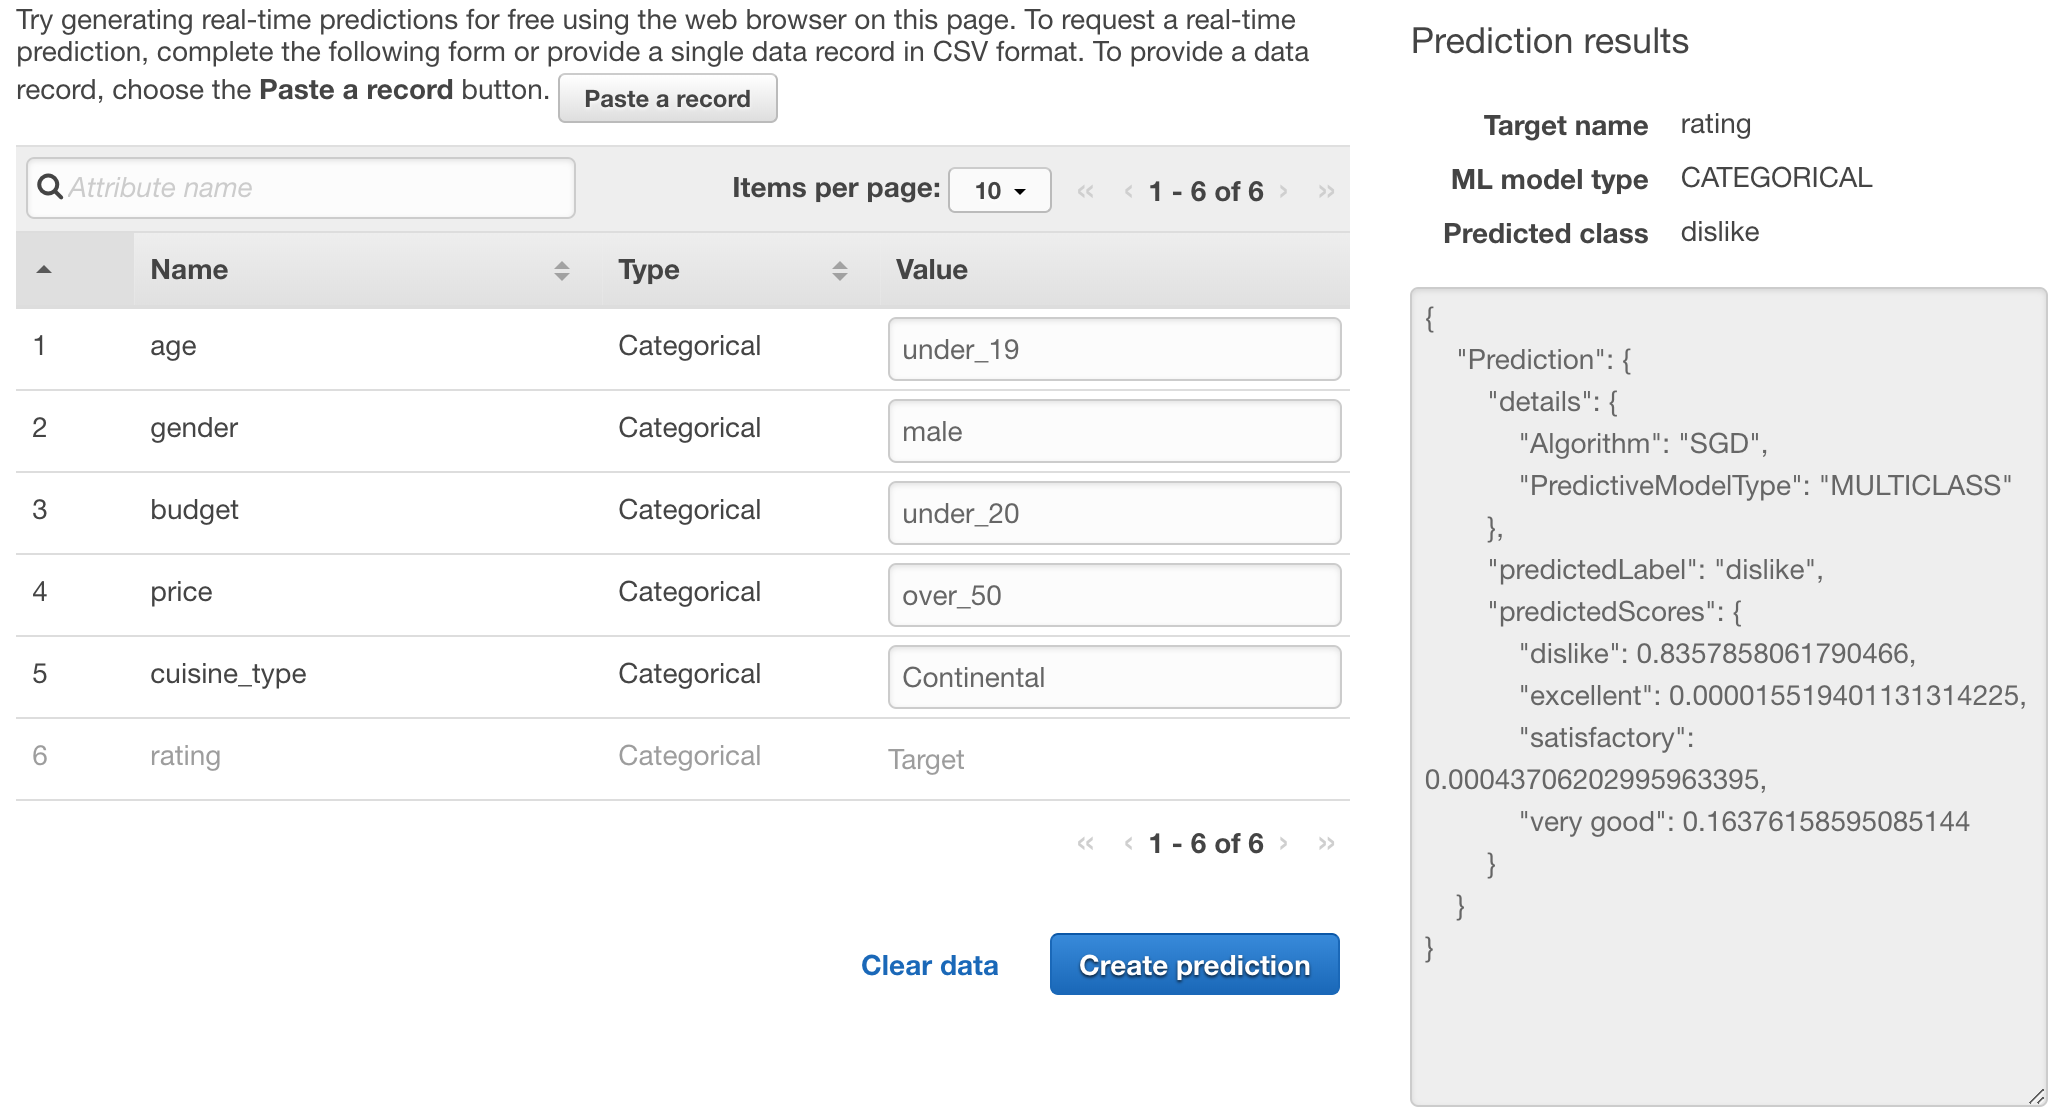 Try generating real-time predictions for free using the web browser on this page. To request a real-time
prediction, complete the following form or provide a single data record in CSV format. To provide a data
record, choose the Paste a record button. Paste a record
Attribute name
Items per page: 10 « ‹ 1 - 6 of 6 › »
Name Type Value
1 age Categorical under_19
2 gender Categorical male
3 budget Categorical under_20
4 price Categorical over_50
5 cuisine_type Categorical Continental
6 rating Categorical Target
« ‹ 1 - 6 of 6 › »
Clear data Create prediction
Prediction results
Target name rating
ML model type CATEGORICAL
Predicted class dislike
{
"Prediction": {
"details": {
"Algorithm": "SGD",
"PredictiveModelType": "MULTICLASS"
},
"predictedLabel": "dislike",
"predictedScores": {
"dislike": 0.8357858061790466,
"excellent": 0.000015519401131314225,
"satisfactory":
0.00043706202995963395,
"very good": 0.16376158595085144
}
}
}